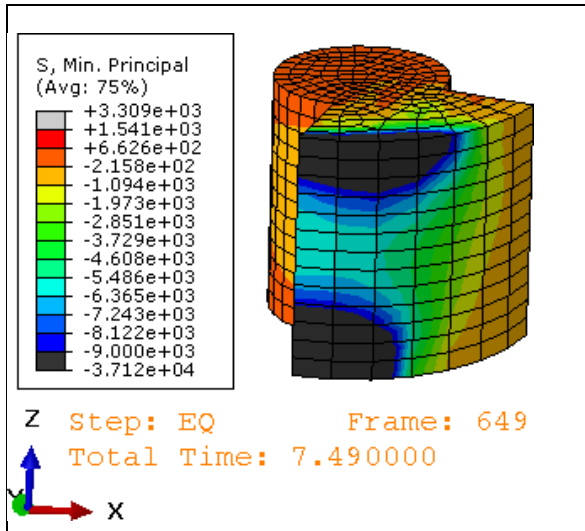 S, Min. Principal
(Avg: 75%)
+3.309e+03
+1.541e+03
+6.626e+02
-2.158e+02
-1.094e+03
-1.973e+03
-2.851e+03
-3.729e+03
-4.608e+03
-5.486e+03
-6.365e+03
-7.243e+03
-8.122e+03
-9.000e+03
-3.712e+04
Z
Step: EQ Frame: 649
Total Time: 7.490000
Y
X